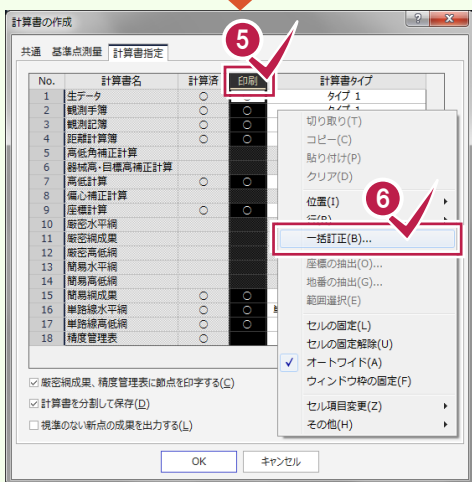 計算書の作成
5
共通 基準点測量 計算書指定
No. 計算書名 計算済 印刷 計算書タイプ
1 生データ ○ ○ タイプ 1
2 観測手簿 ○ ○
3 観測記簿 ○ ○
4 距離計算簿 ○ ○
5 高低角補正計算
6 器械高・目標高補正計算
7 高低計算 ○ ○
8 偏心補正計算
9 座標計算 ○ ○
10 厳密水平網
11 厳密網成果
12 厳密高低網
13 簡易水平網
14 簡易高低網
15 簡易網成果 ○ ○
16 単路線水平網 ○ ○
17 単路線高低網 ○ ○
18 精度管理表 ○
切り取り(T)
コピー(C)
貼り付け(P)
クリア(D)
位置(I)
6
行(R)
一括訂正(B)...
座標の抽出(O)...
地番の抽出(G)...
範囲選択(E)
セルの固定(L)
セルの固定解除(U)
✓ オートワイド(A)
ウィンドウ枠の固定(F)
セル項目変更(Z)
その他(H)
厳密網成果、精度管理表に節点を印字する(C)
計算書を分割して保存(D)
視準のない新点の成果を出力する(L)
OK キャンセル